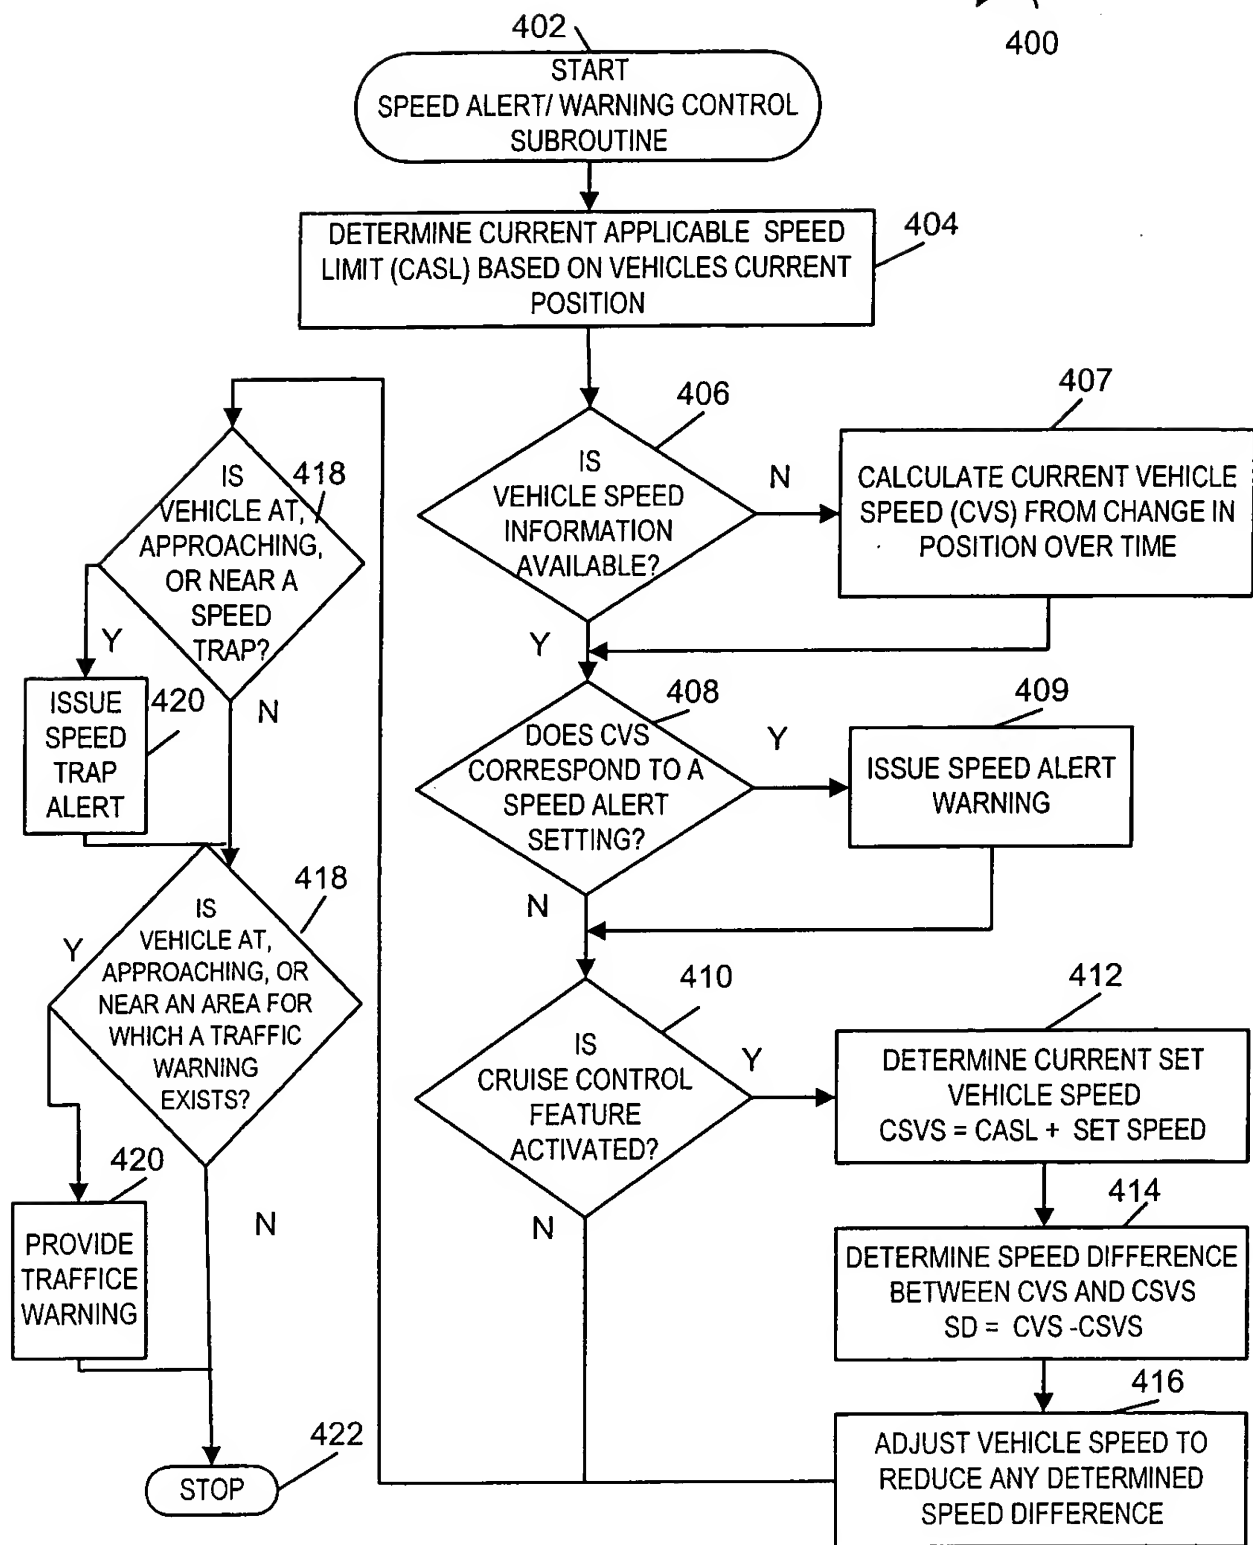 400
402
START
SPEED ALERT/ WARNING CONTROL
SUBROUTINE
404
DETERMINE CURRENT APPLICABLE SPEED
LIMIT (CASL) BASED ON VEHICLES CURRENT
POSITION
406
IS
VEHICLE SPEED
INFORMATION
AVAILABLE?
N
Y
407
CALCULATE CURRENT VEHICLE
SPEED (CVS) FROM CHANGE IN
POSITION OVER TIME
408
DOES CVS
CORRESPOND TO A
SPEED ALERT
SETTING?
Y
N
409
ISSUE SPEED ALERT
WARNING
410
IS
CRUISE CONTROL
FEATURE
ACTIVATED?
Y
N
412
DETERMINE CURRENT SET
VEHICLE SPEED
CSVS = CASL + SET SPEED
414
DETERMINE SPEED DIFFERENCE
BETWEEN CVS AND CSVS
SD = CVS -CSVS
416
ADJUST VEHICLE SPEED TO
REDUCE ANY DETERMINED
SPEED DIFFERENCE
418
IS
VEHICLE AT,
APPROACHING,
OR NEAR A
SPEED
TRAP?
Y
N
420
ISSUE
SPEED
TRAP
ALERT
418
IS
VEHICLE AT,
APPROACHING, OR
NEAR AN AREA FOR
WHICH A TRAFFIC
WARNING
EXISTS?
Y
N
420
PROVIDE
TRAFFICE
WARNING
422
STOP